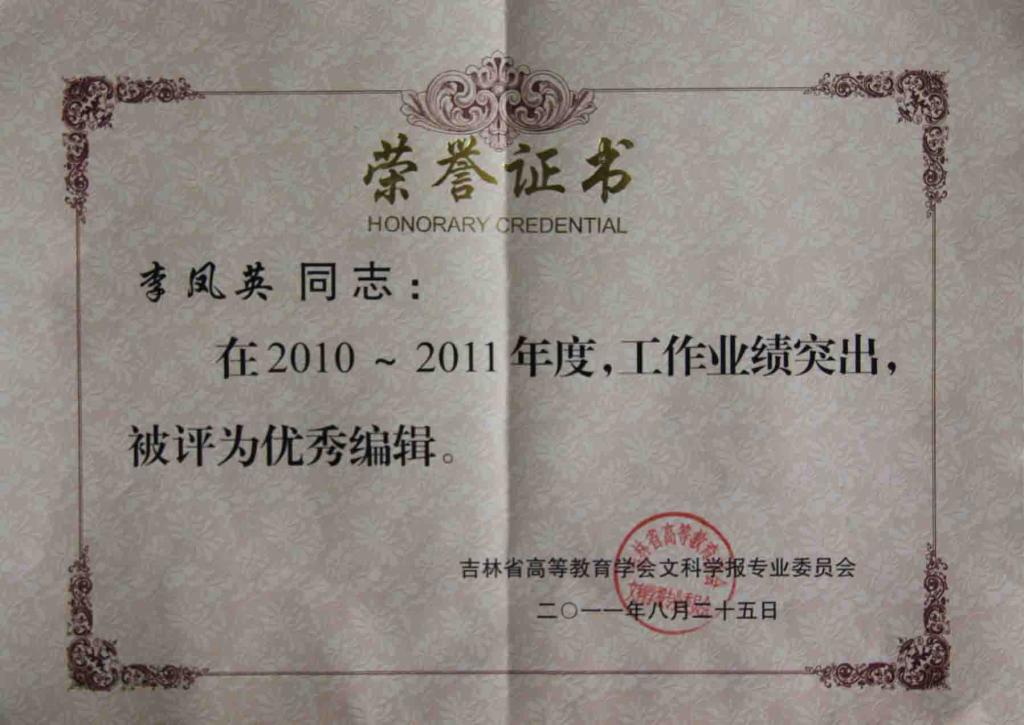 荣誉证书
HONORARY CREDENTIAL
李凤英 同志：
在2010～2011年度，工作业绩突出，
被评为优秀编辑。
吉林省高等教育学会文科学报专业委员会
二〇一一年八月二十五日